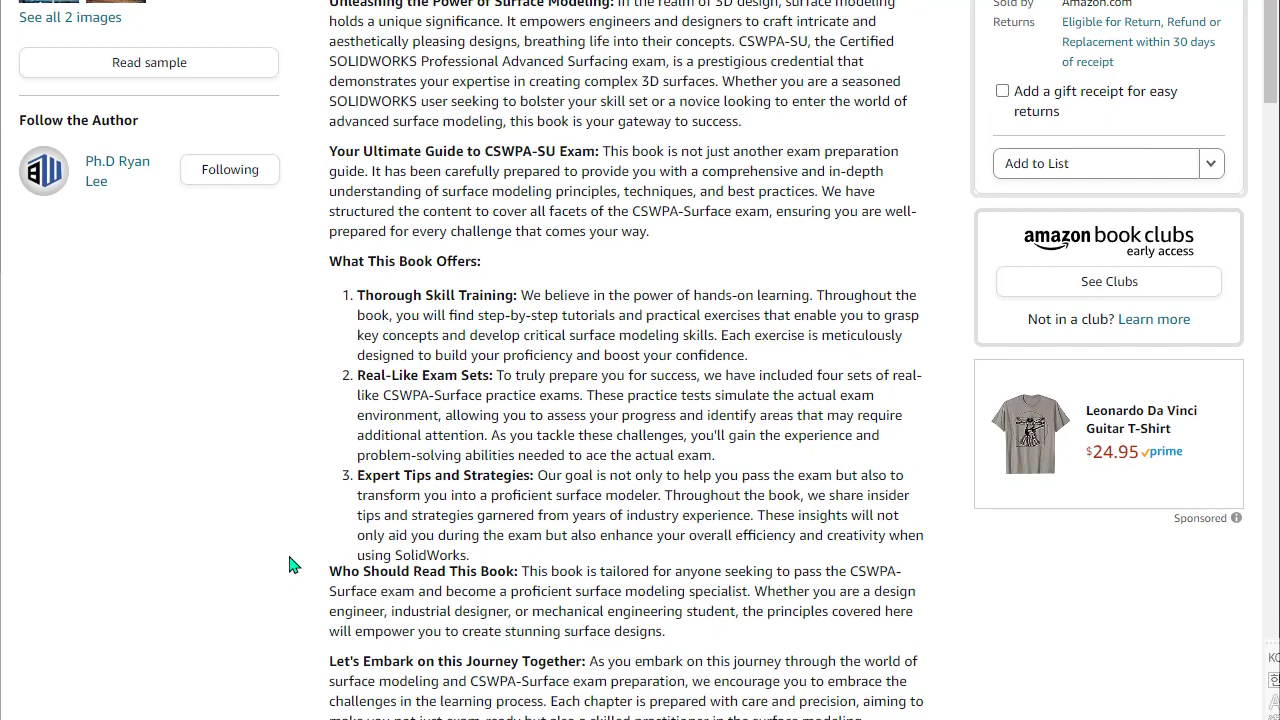 See all 2 images
Read sample
Follow the Author
Ph.D Ryan
Lee
Following
Unleashing the Power of Surface Modeling: In the realm of 3D design, surface modeling
holds a unique significance. It empowers engineers and designers to craft intricate and
aesthetically pleasing designs, breathing life into their concepts. CSWPA-SU, the Certified
SOLIDWORKS Professional Advanced Surfacing exam, is a prestigious credential that
demonstrates your expertise in creating complex 3D surfaces. Whether you are a seasoned
SOLIDWORKS user seeking to bolster your skill set or a novice looking to enter the world of
advanced surface modeling, this book is your gateway to success.
Your Ultimate Guide to CSWPA-SU Exam: This book is not just another exam preparation
guide. It has been carefully prepared to provide you with a comprehensive and in-depth
understanding of surface modeling principles, techniques, and best practices. We have
structured the content to cover all facets of the CSWPA-Surface exam, ensuring you are well-
prepared for every challenge that comes your way.
What This Book Offers:
1. Thorough Skill Training: We believe in the power of hands-on learning. Throughout the
book, you will find step-by-step tutorials and practical exercises that enable you to grasp
key concepts and develop critical surface modeling skills. Each exercise is meticulously
designed to build your proficiency and boost your confidence.
2. Real-Like Exam Sets: To truly prepare you for success, we have included four sets of real-
like CSWPA-Surface practice exams. These practice tests simulate the actual exam
environment, allowing you to assess your progress and identify areas that may require
additional attention. As you tackle these challenges, you'll gain the experience and
problem-solving abilities needed to ace the actual exam.
3. Expert Tips and Strategies: Our goal is not only to help you pass the exam but also to
transform you into a proficient surface modeler. Throughout the book, we share insider
tips and strategies garnered from years of industry experience. These insights will not
only aid you during the exam but also enhance your overall efficiency and creativity when
using SolidWorks.
Who Should Read This Book: This book is tailored for anyone seeking to pass the CSWPA-
Surface exam and become a proficient surface modeling specialist. Whether you are a design
engineer, industrial designer, or mechanical engineering student, the principles covered here
will empower you to create stunning surface designs.
Let's Embark on this Journey Together: As you embark on this journey through the world of
surface modeling and CSWPA-Surface exam preparation, we encourage you to embrace the
challenges in the learning process. Each chapter is prepared with care and precision, aiming to
make you not just exam-ready but also a skilled practitioner in the surface modeling
Sold by Amazon.com
Returns Eligible for Return, Refund or
Replacement within 30 days
of receipt
Add a gift receipt for easy
returns
Add to List
amazon book clubs
early access
See Clubs
Not in a club? Learn more
Leonardo Da Vinci
Guitar T-Shirt
$24.95 prime
Sponsored